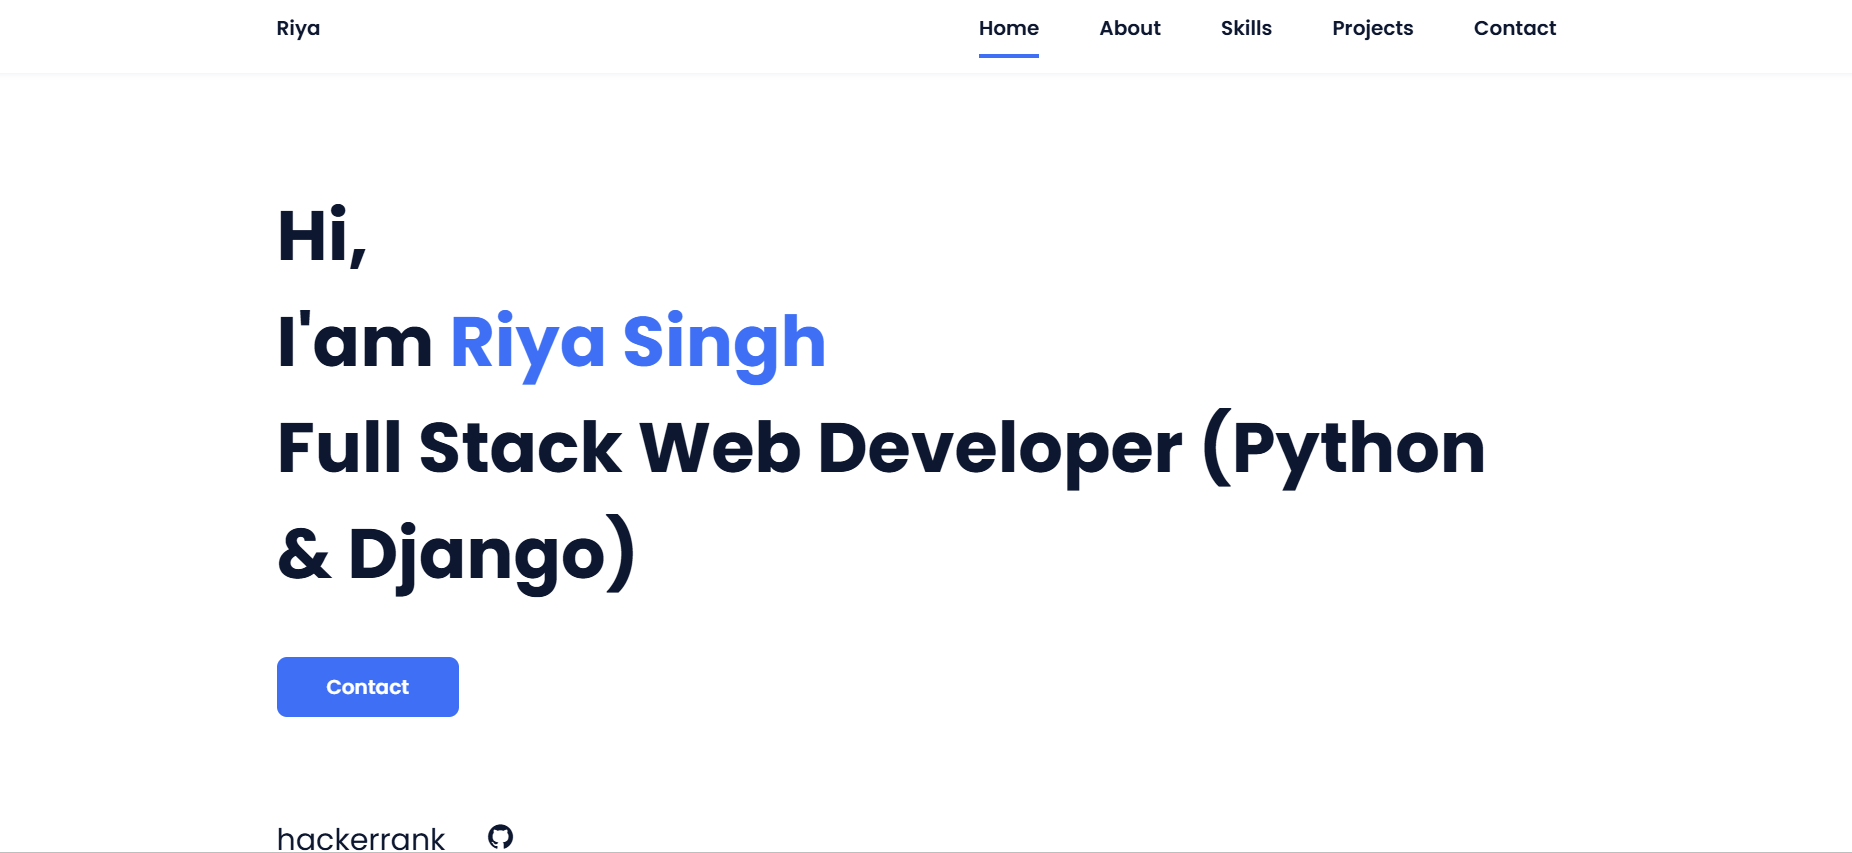 Riya
Home About Skills Projects Contact
Hi,
I'am Riya Singh
Full Stack Web Developer (Python
& Django)
Contact
hackerrank